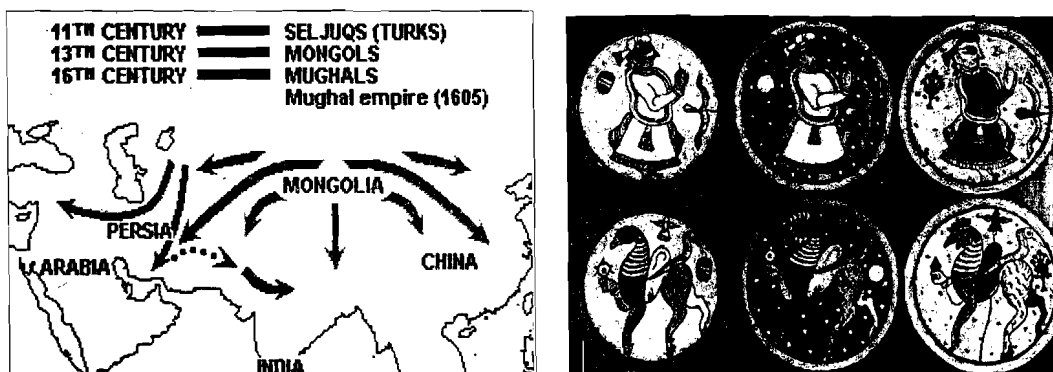 11TH CENTURY SELJUQS (TURKS)
13TH CENTURY MONGOLS
16TH CENTURY MUGHALS
Mughal empire (1605)
MONGOLIA
PERSIA
ARABIA
CHINA
INDIA